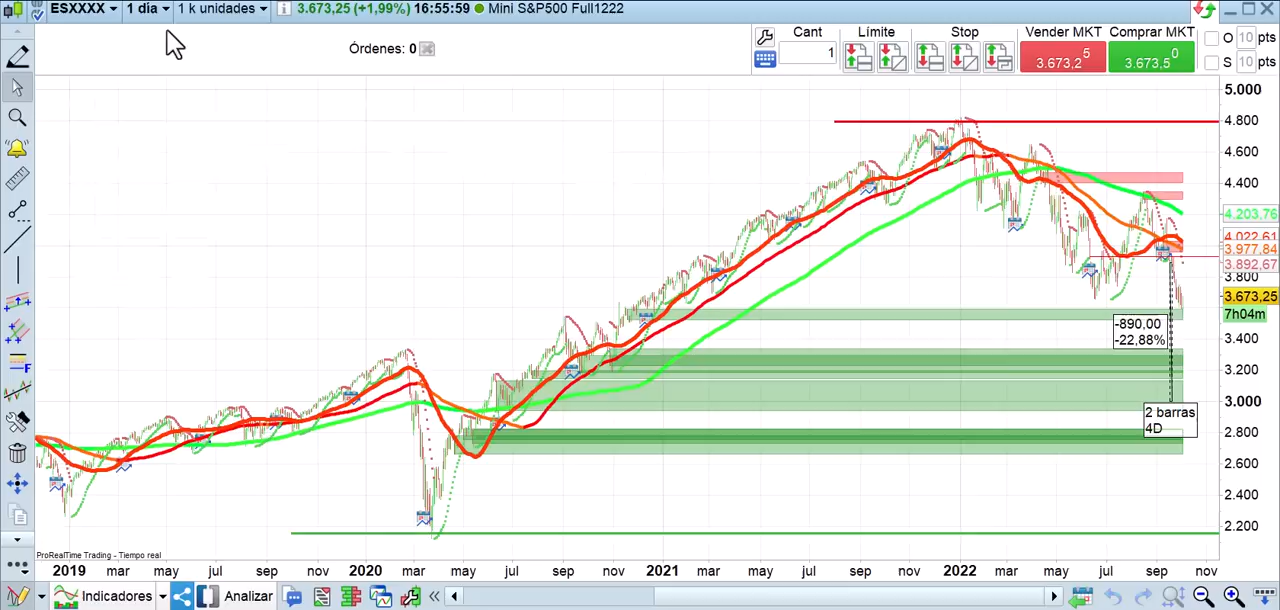 ESXXXX 1 día 1 k unidades 3.673,25 (+1,99%) 16:55:59 Mini S&P500 Full1222
Órdenes: 0
Cant Límite Stop Vender MKT Comprar MKT O 10 pts
1 3.673,2 5 3.673,5 0 S 10 pts
5.000
4.800
4.600
4.400
4.203,76
4.022,61
3.977,84
3.892,67
3.800
3.673,25
7h04m
3.400
3.200
3.000
2.800
2.600
2.400
2.200
-890,00
-22,88%
2 barras
4D
ProRealTime Trading - Tiempo real
2019 mar may jul sep nov 2020 mar may jul sep nov 2021 mar may jul sep nov 2022 mar may jul sep nov
Indicadores Analizar